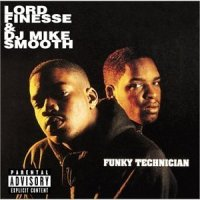 LORD
FINESSE
&
DJ MIKE
SMOOTH
FUNKY TECHNICIAN
PARENTAL
ADVISORY
EXPLICIT CONTENT